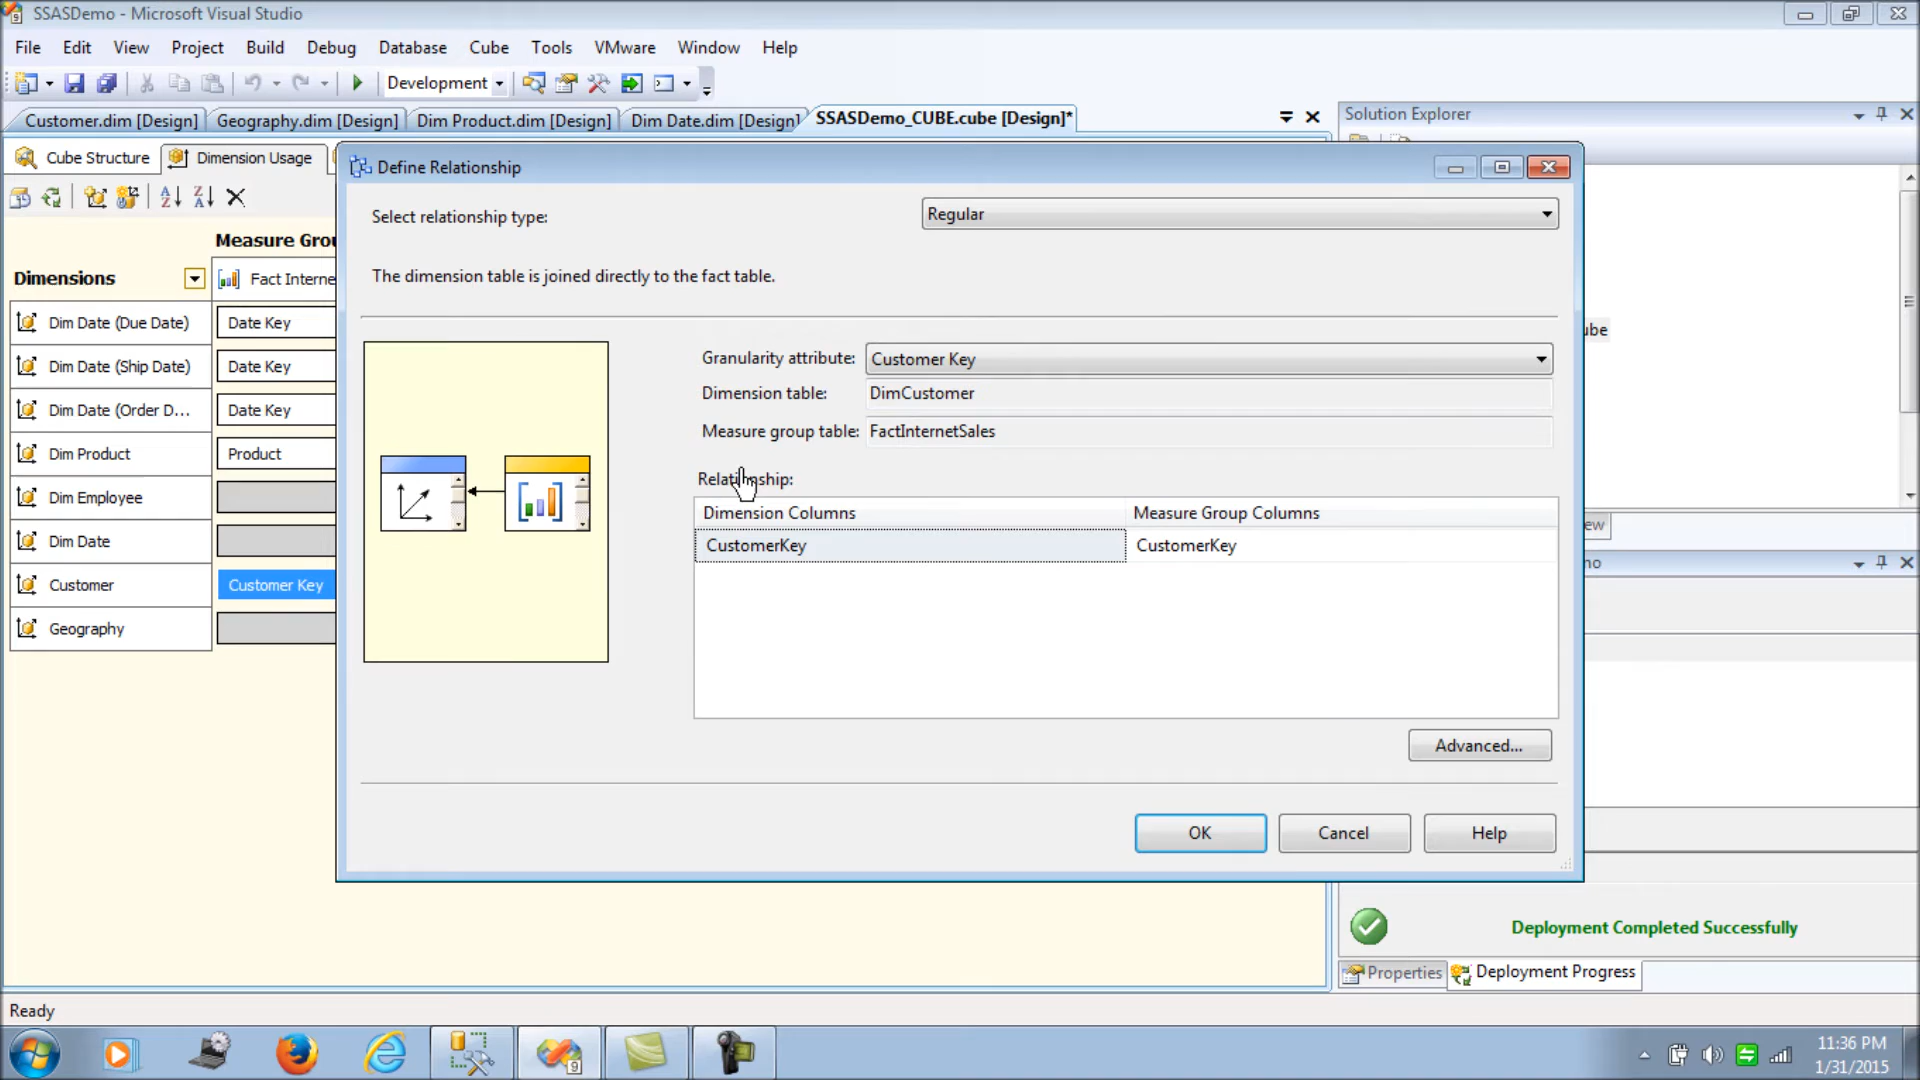 SSASDemo - Microsoft Visual Studio
File Edit View Project Build Debug Database Cube Tools VMware Window Help
Development
Customer.dim [Design] Geography.dim [Design] Dim Product.dim [Design] Dim Date.dim [Design] SSASDemo_CUBE.cube [Design]*
Solution Explorer
Cube Structure Dimension Usage
Define Relationship
Select relationship type: Regular
Measure Grou
The dimension table is joined directly to the fact table.
Dimensions Fact Interne
Dim Date (Due Date) Date Key
ube
Granularity attribute: Customer Key
Dim Date (Ship Date) Date Key
Dimension table: DimCustomer
Dim Date (Order D... Date Key
Measure group table: FactInternetSales
Dim Product Product
Relationship:
Dim Employee
Dimension Columns Measure Group Columns
ew
Dim Date
CustomerKey CustomerKey
no
Customer Customer Key
Geography
Advanced...
OK Cancel Help
Deployment Completed Successfully
Properties Deployment Progress
Ready
9
11:36 PM
1/31/2015